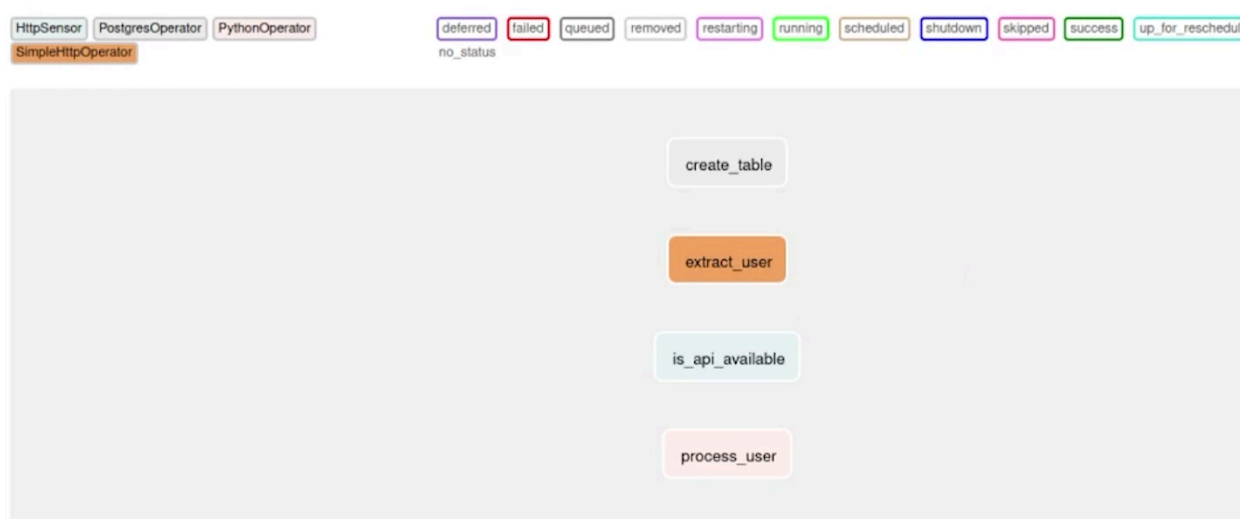 HttpSensor PostgresOperator PythonOperator deferred failed queued removed restarting running scheduled shutdown skipped success up_for_reschedul
SimpleHttpOperator no_status
create_table
extract_user
is_api_available
process_user